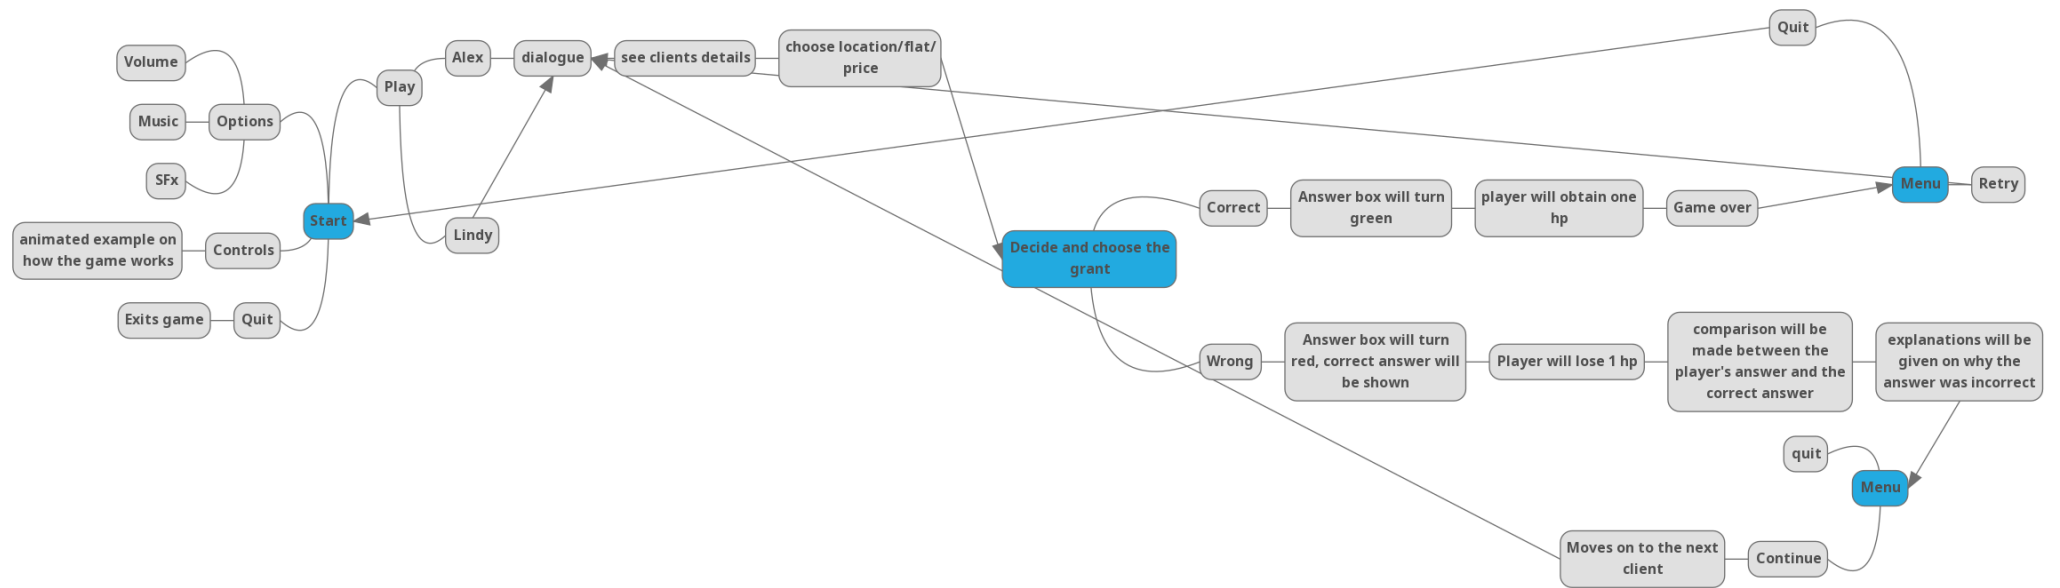 Volume
Music
SFx
Options
animated example on
how the game works
Controls
Exits game
Quit
Start
Play
Alex
Lindy
dialogue
see clients details
choose location/flat/
price
Decide and choose the
grant
Correct
Answer box will turn
green
player will obtain one
hp
Game over
Menu
Quit
Retry
Wrong
Answer box will turn
red, correct answer will
be shown
Player will lose 1 hp
comparison will be
made between the
player's answer and the
correct answer
explanations will be
given on why the
answer was incorrect
Menu
quit
Continue
Moves on to the next
client